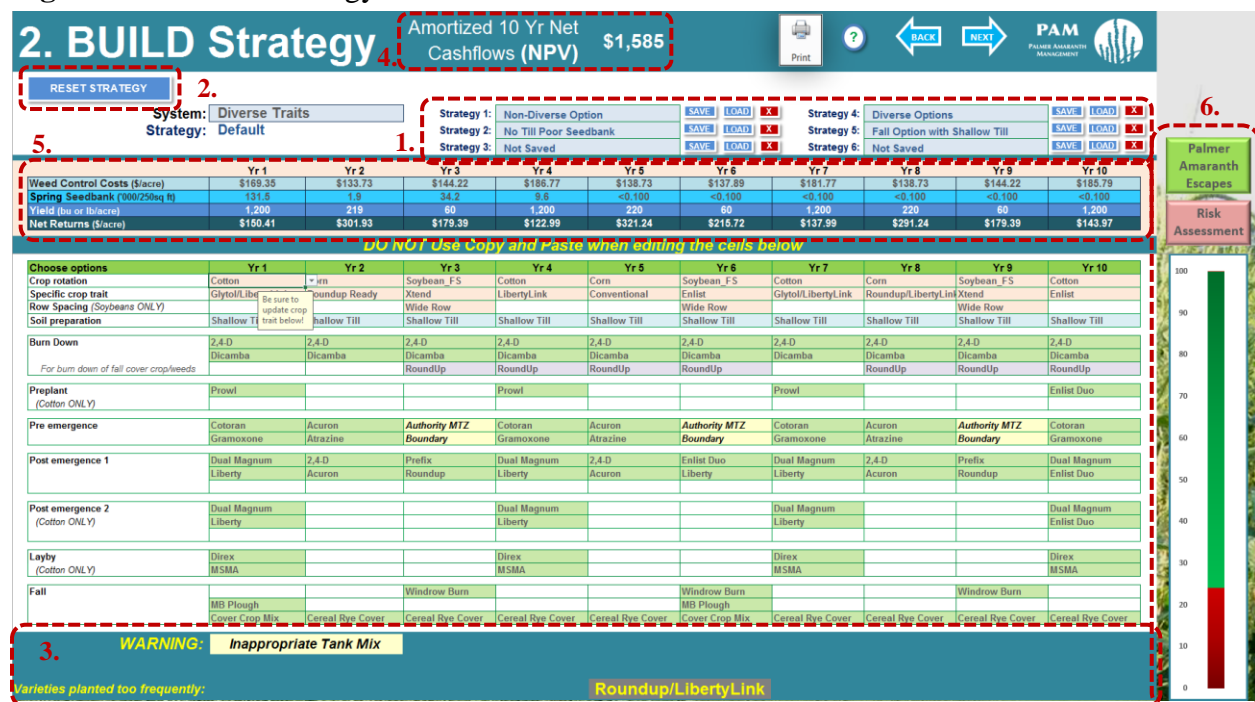 2. BUILD Strategy
4.
Amortized 10 Yr Net
Cashflows (NPV)
$1,585
Print
?
BACK
NEXT
PAM
PALMER AMARANTH
MANAGEMENT
RESET STRATEGY
2.
System: Diverse Traits
Strategy: Default
1.
Strategy 1: Non-Diverse Option SAVE LOAD X
Strategy 2: No Till Poor Seedbank SAVE LOAD X
Strategy 3: Not Saved SAVE LOAD X
Strategy 4: Diverse Options SAVE LOAD X
Strategy 5: Fall Option with Shallow Till SAVE LOAD X
Strategy 6: Not Saved SAVE LOAD X
5.
Yr 1 Yr 2 Yr 3 Yr 4 Yr 5 Yr 6 Yr 7 Yr 8 Yr 9 Yr 10
Weed Control Costs ($/acre) $169.35 $133.73 $144.22 $186.77 $138.73 $137.89 $181.77 $138.73 $144.22 $185.79
Spring Seedbank ('000/250sq ft) 131.5 1.9 34.2 9.6 <0.100 <0.100 <0.100 <0.100 <0.100 <0.100
Yield (bu or lb/acre) 1,200 219 60 1,200 220 60 1,200 220 60 1,200
Net Returns ($/acre) $150.41 $301.93 $179.39 $122.99 $321.24 $215.72 $137.99 $291.24 $179.39 $143.97
DO NOT Use Copy and Paste when editing the cells below
Choose options Yr 1 Yr 2 Yr 3 Yr 4 Yr 5 Yr 6 Yr 7 Yr 8 Yr 9 Yr 10
Crop rotation Cotton orn Soybean_FS Cotton Corn Soybean_FS Cotton Corn Soybean_FS Cotton
Specific crop trait Glytol/Libe oundup Ready Xtend LibertyLink Conventional Enlist Glytol/LibertyLink Roundup/LibertyLin Xtend Enlist
Be sure to
update crop
trait below!
Row Spacing (Soybeans ONLY) Wide Row Wide Row Wide Row
Soil preparation Shallow Ti Shallow Till Shallow Till Shallow Till Shallow Till Shallow Till Shallow Till Shallow Till Shallow Till Shallow Till
Burn Down 2,4-D 2,4-D 2,4-D 2,4-D 2,4-D 2,4-D 2,4-D 2,4-D 2,4-D 2,4-D
Dicamba Dicamba Dicamba Dicamba Dicamba Dicamba Dicamba Dicamba Dicamba Dicamba
For burn down of fall cover crop/weeds RoundUp RoundUp RoundUp RoundUp RoundUp RoundUp RoundUp
Preplant Prowl Prowl Prowl Enlist Duo
(Cotton ONLY)
Pre emergence Cotoran Acuron Authority MTZ Cotoran Acuron Authority MTZ Cotoran Acuron Authority MTZ Cotoran
Gramoxone Atrazine Boundary Gramoxone Atrazine Boundary Gramoxone Atrazine Boundary Gramoxone
Post emergence 1 Dual Magnum 2,4-D Prefix Dual Magnum 2,4-D Enlist Duo Dual Magnum 2,4-D Prefix Dual Magnum
Liberty Acuron Roundup Liberty Acuron Liberty Liberty Acuron Roundup Enlist Duo
Post emergence 2 Dual Magnum Dual Magnum Dual Magnum Dual Magnum
(Cotton ONLY) Liberty Liberty Liberty Enlist Duo
Layby Direx Direx Direx Direx
(Cotton ONLY) MSMA MSMA MSMA MSMA
Fall Windrow Burn Windrow Burn Windrow Burn
MB Plough MB Plough
Cover Crop Mix Cereal Rye Cover Cereal Rye Cover Cereal Rye Cover Cereal Rye Cover Cover Crop Mix Cereal Rye Cover Cereal Rye Cover Cereal Rye Cover Cereal Rye Cover
3.
WARNING: Inappropriate Tank Mix
Varieties planted too frequently: Roundup/LibertyLink
6.
Palmer
Amaranth
Escapes
Risk
Assessment
100
90
80
70
60
50
40
30
20
10
0